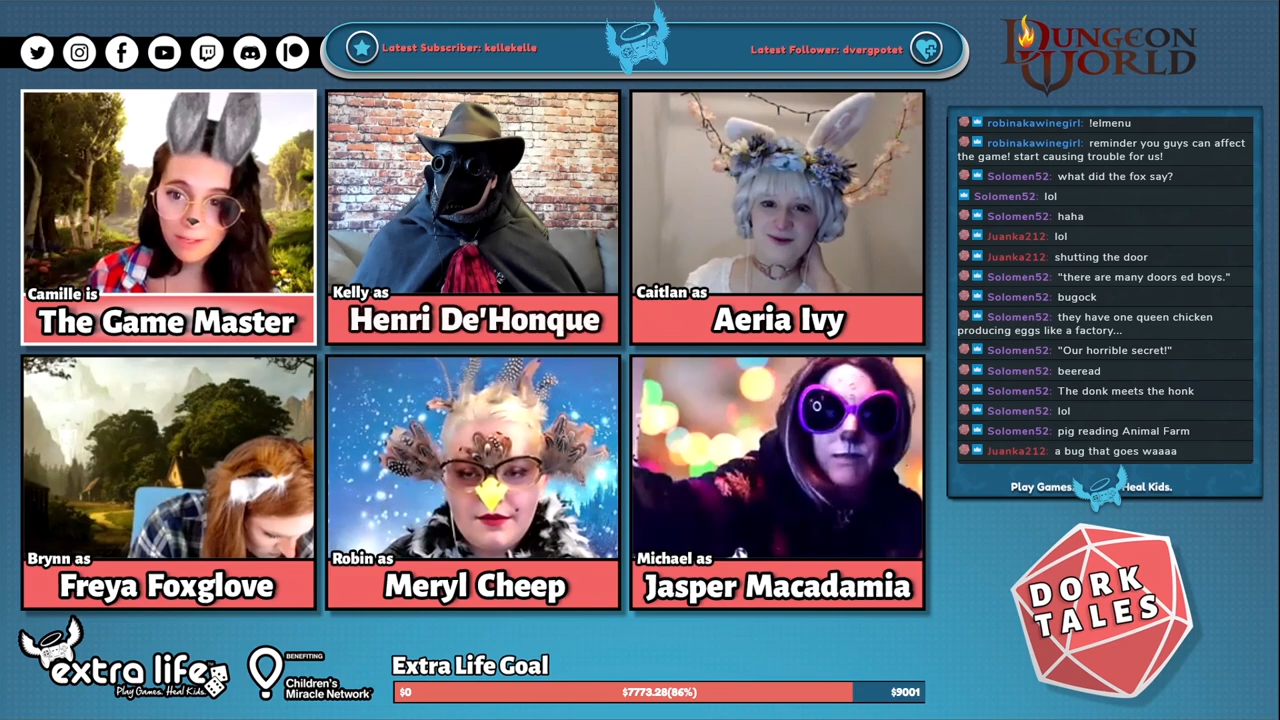 Latest Subscriber: kellekelle
Latest Follower: dvergpotet
DUNGEON
WORLD
Camille is
The Game Master
Kelly as
Henri De'Honque
Caitlan as
Aeria Ivy
Brynn as
Freya Foxglove
Robin as
Meryl Cheep
Michael as
Jasper Macadamia
robinakawinegirl: !elmenu
robinakawinegirl: reminder you guys can affect
the game! start causing trouble for us!
Solomen52: what did the fox say?
Solomen52: lol
Solomen52: haha
Juanka212: lol
Juanka212: shutting the door
Solomen52: "there are many doors ed boys."
Solomen52: bugock
Solomen52: they have one queen chicken
producing eggs like a factory...
Solomen52: "Our horrible secret!"
Solomen52: beeread
Solomen52: The donk meets the honk
Solomen52: lol
Solomen52: pig reading Animal Farm
Juanka212: a bug that goes waaaa
Play Games. Heal Kids.
DORK
TALES
extra life
Play Games. Heal Kids.
BENEFITING
Children's
Miracle Network
Extra Life Goal
$0
$7773.28(86%)
$9001